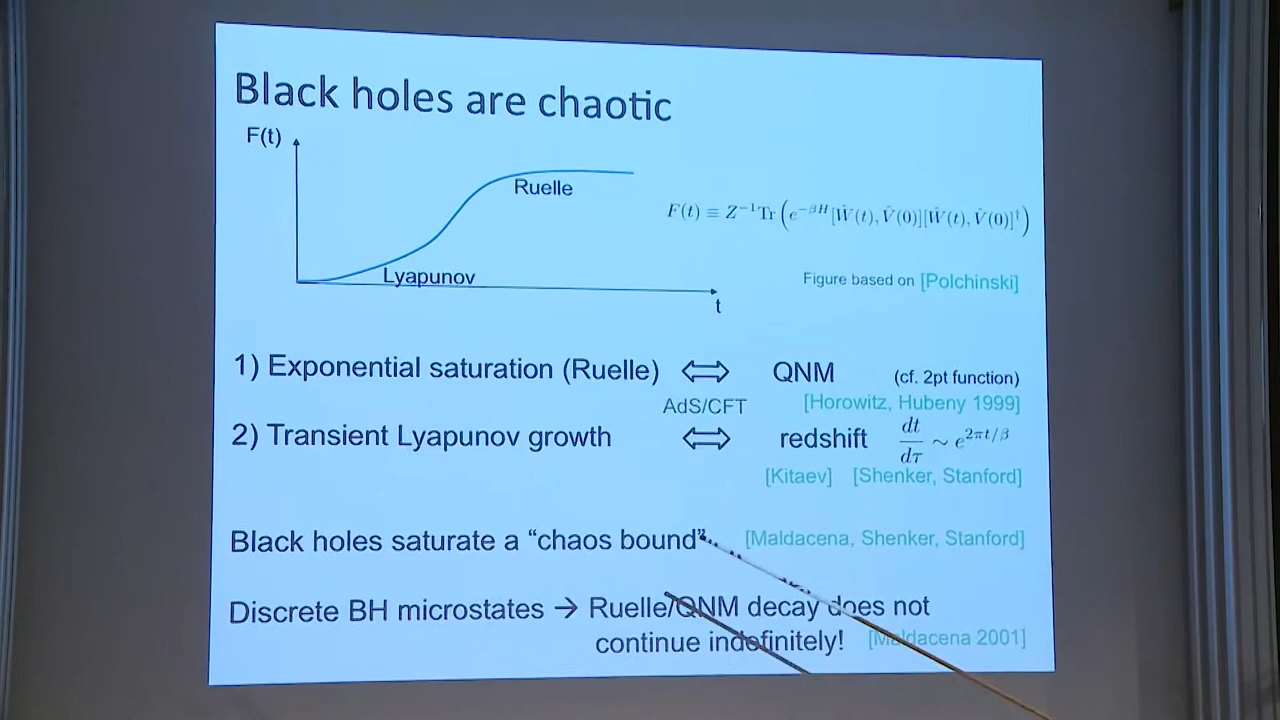 Black holes are chaotic
F(t)
Ruelle
F(t) ≡ Z⁻¹Tr(e^{-βH}[Ŵ(t), V̂(0)][Ŵ(t), V̂(0)]†)
Lyapunov
Figure based on [Polchinski]
t
1) Exponential saturation (Ruelle) ⇔ QNM (cf. 2pt function)
AdS/CFT [Horowitz, Hubeny 1999]
2) Transient Lyapunov growth ⇔ redshift dt/dτ ~ e^{2πt/β}
[Kitaev] [Shenker, Stanford]
Black holes saturate a “chaos bound”. [Maldacena, Shenker, Stanford]
Discrete BH microstates → Ruelle/QNM decay does not
continue indefinitely! [Maldacena 2001]